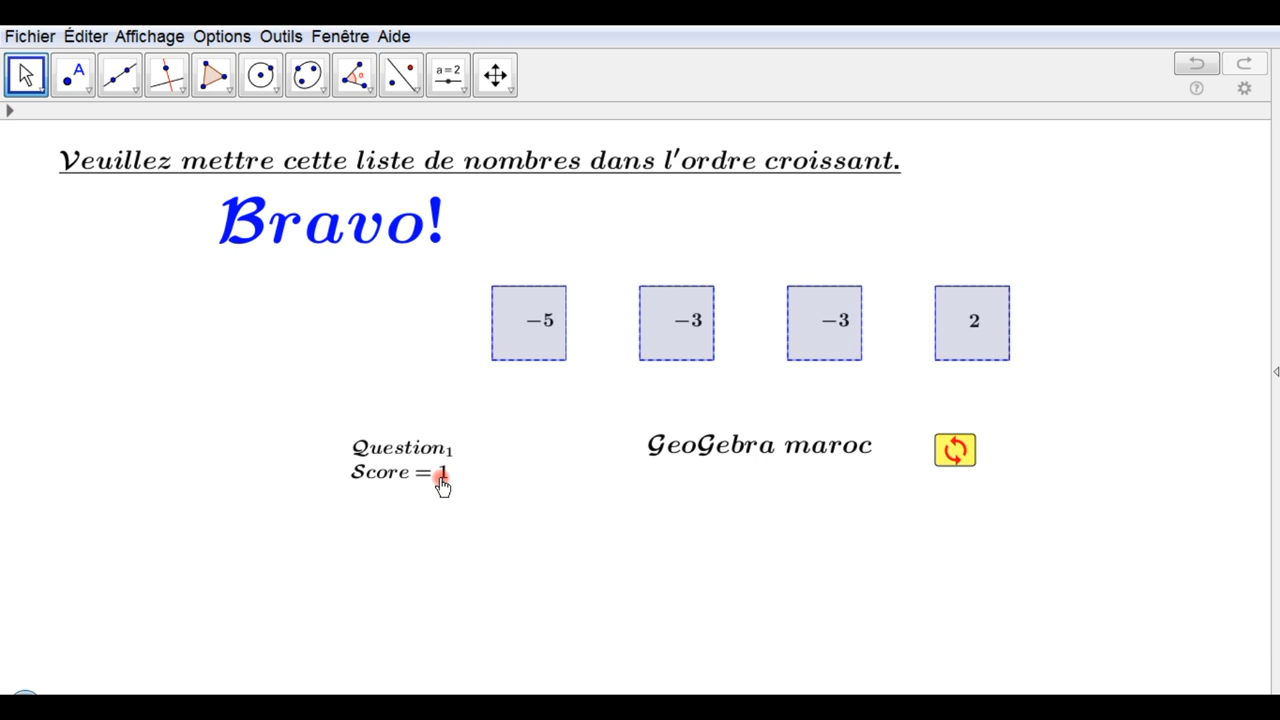 Fichier Éditer Affichage Options Outils Fenêtre Aide
A α a=2
Veuillez mettre cette liste de nombres dans l'ordre croissant.
Bravo!
−5 −3 −3 2
Question₁
Score = 1
GeoGebra maroc